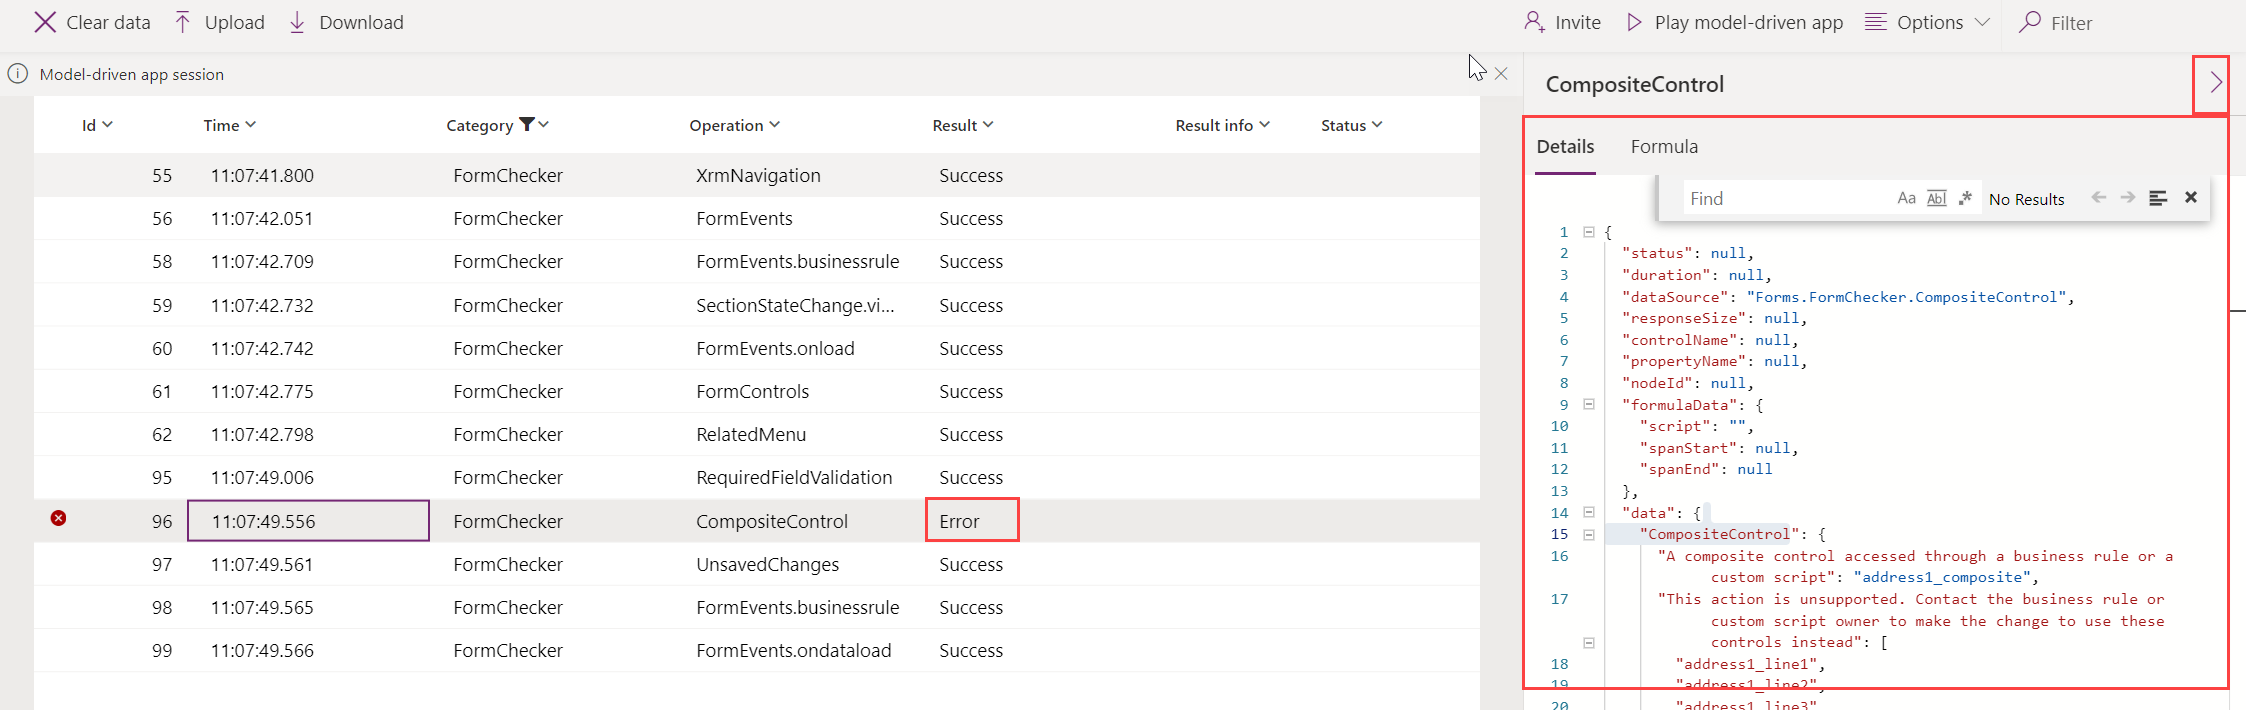 Clear data Upload Download Invite Play model-driven app Options Filter
Model-driven app session
Id Time Category Operation Result Result info Status
55 11:07:41.800 FormChecker XrmNavigation Success
56 11:07:42.051 FormChecker FormEvents Success
58 11:07:42.709 FormChecker FormEvents.businessrule Success
59 11:07:42.732 FormChecker SectionStateChange.vi... Success
60 11:07:42.742 FormChecker FormEvents.onload Success
61 11:07:42.775 FormChecker FormControls Success
62 11:07:42.798 FormChecker RelatedMenu Success
95 11:07:49.006 FormChecker RequiredFieldValidation Success
96 11:07:49.556 FormChecker CompositeControl Error
97 11:07:49.561 FormChecker UnsavedChanges Success
98 11:07:49.565 FormChecker FormEvents.businessrule Success
99 11:07:49.566 FormChecker FormEvents.ondataload Success
CompositeControl
Details Formula
Find Aa Abl .* No Results
1 {
2 "status": null,
3 "duration": null,
4 "dataSource": "Forms.FormChecker.CompositeControl",
5 "responseSize": null,
6 "controlName": null,
7 "propertyName": null,
8 "nodeId": null,
9 "formulaData": {
10 "script": "",
11 "spanStart": null,
12 "spanEnd": null
13 },
14 "data": {
15 "CompositeControl": {
16 "A composite control accessed through a business rule or a
custom script": "address1_composite",
17 "This action is unsupported. Contact the business rule or
custom script owner to make the change to use these
controls instead": [
18 "address1_line1",
19 "address1_line2",
20 "address1_line3"